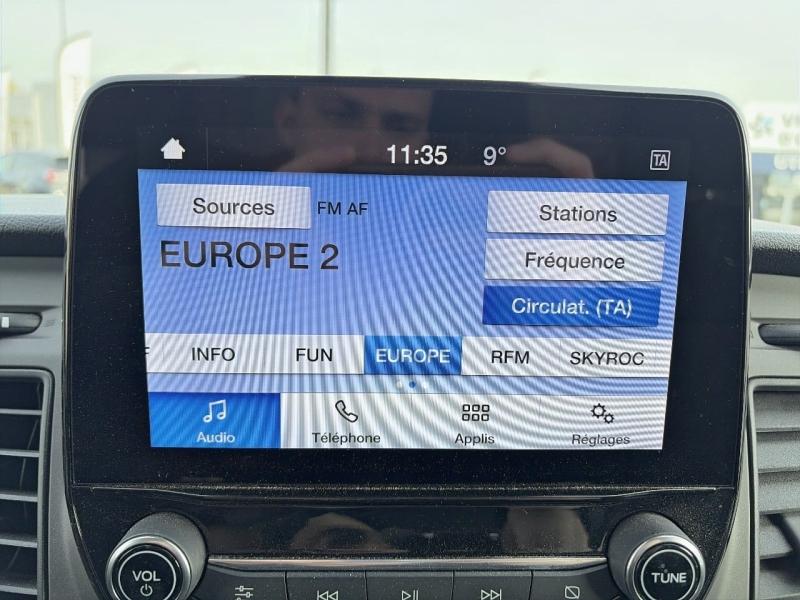 11:35 9° TA
Sources FM AF Stations
EUROPE 2 Fréquence
Circulat. (TA)
INFO FUN EUROPE RFM SKYROC
Audio Téléphone Applis Réglages
VOL TUNE